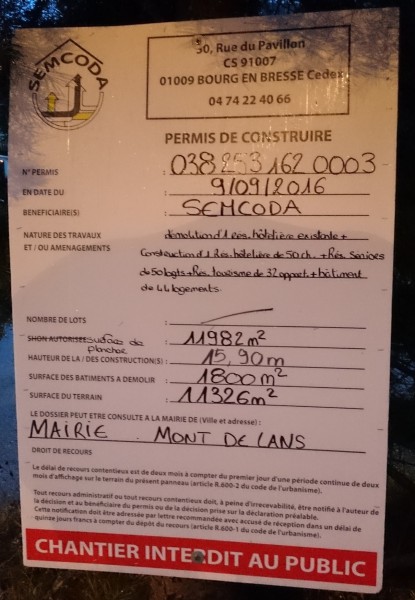 SEMCODA
50, Rue du Pavillon
CS 91007
01009 BOURG EN BRESSE Cedex
04 74 22 40 66
PERMIS DE CONSTRUIRE
N° PERMIS : 038 253 162 0003
EN DATE DU : 9/09/2016
BENEFICIAIRE(S) : SEMCODA
NATURE DES TRAVAUX : démolition d'1 rés. hôtelière existante +
ET / OU AMENAGEMENTS Construction d'1 Rés. hôtelière de 50 ch. + Rés. Seniors
de 50 logts + Rés. tourisme de 32 appart. + bâtiment
de 44 logements.
NOMBRE DE LOTS :
SHON AUTORISEE surface de plancher : 11982 m²
HAUTEUR DE LA / DES CONSTRUCTION(S) : 15,90 m
SURFACE DES BATIMENTS A DEMOLIR : 1800 m²
SURFACE DU TERRAIN : 11326 m²
LE DOSSIER PEUT ETRE CONSULTE A LA MAIRIE DE (Ville et adresse) :
MAIRIE MONT DE LANS
DROIT DE RECOURS
Le délai de recours contentieux est de deux mois à compter du premier jour d'une période continue de deux
mois d'affichage sur le terrain du présent panneau (article R.600-2 du code de l'urbanisme).
Tout recours administratif ou tout recours contentieux doit, à peine d'irrecevabilité, être notifié à l'auteur de
la décision et au bénéficiaire du permis ou de la décision prise sur la déclaration préalable.
Cette notification doit être adressée par lettre recommandée avec accusé de réception dans un délai de
quinze jours francs à compter du dépôt du recours (article R.600-1 du code de l'urbanisme).
CHANTIER INTERDIT AU PUBLIC